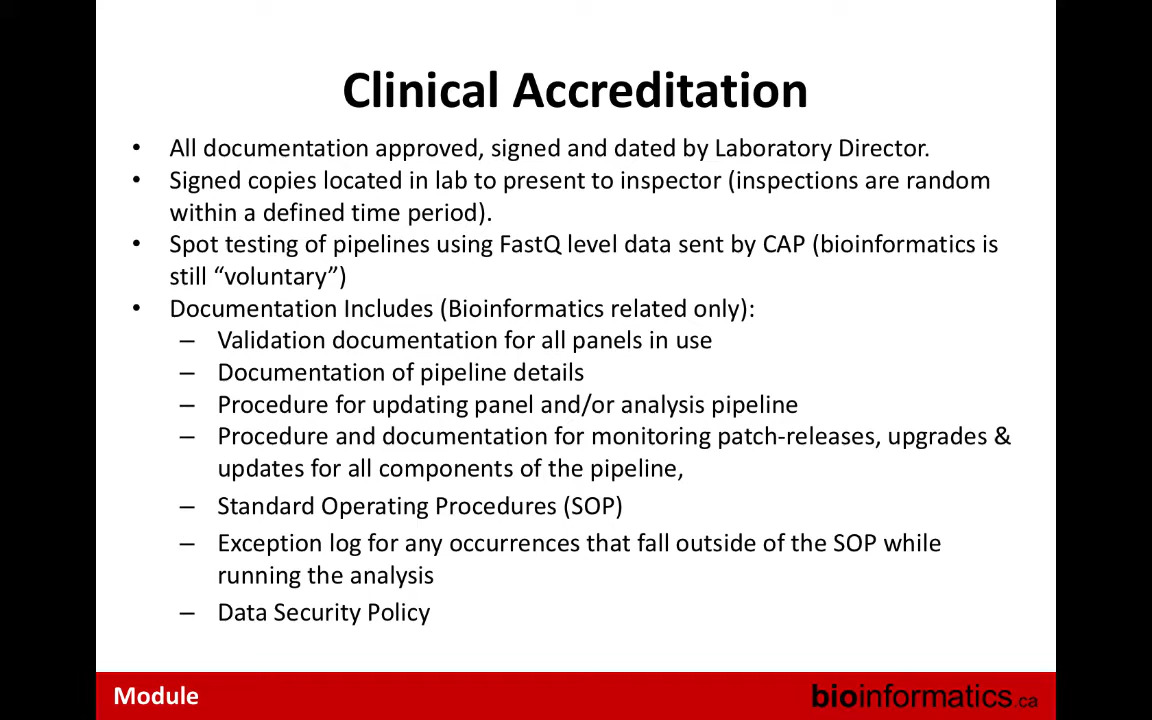 Clinical Accreditation
• All documentation approved, signed and dated by Laboratory Director.
• Signed copies located in lab to present to inspector (inspections are random
within a defined time period).
• Spot testing of pipelines using FastQ level data sent by CAP (bioinformatics is
still “voluntary”)
• Documentation Includes (Bioinformatics related only):
– Validation documentation for all panels in use
– Documentation of pipeline details
– Procedure for updating panel and/or analysis pipeline
– Procedure and documentation for monitoring patch-releases, upgrades &
updates for all components of the pipeline,
– Standard Operating Procedures (SOP)
– Exception log for any occurrences that fall outside of the SOP while
running the analysis
– Data Security Policy
Module
bioinformatics.ca